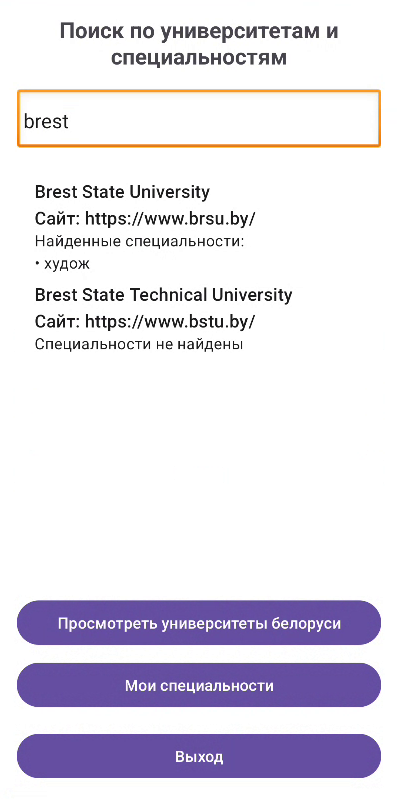 Поиск по университетам и
специальностям
brest
Brest State University
Сайт: https://www.brsu.by/
Найденные специальности:
• худож
Brest State Technical University
Сайт: https://www.bstu.by/
Специальности не найдены
Просмотреть университеты белоруси
Мои специальности
Выход